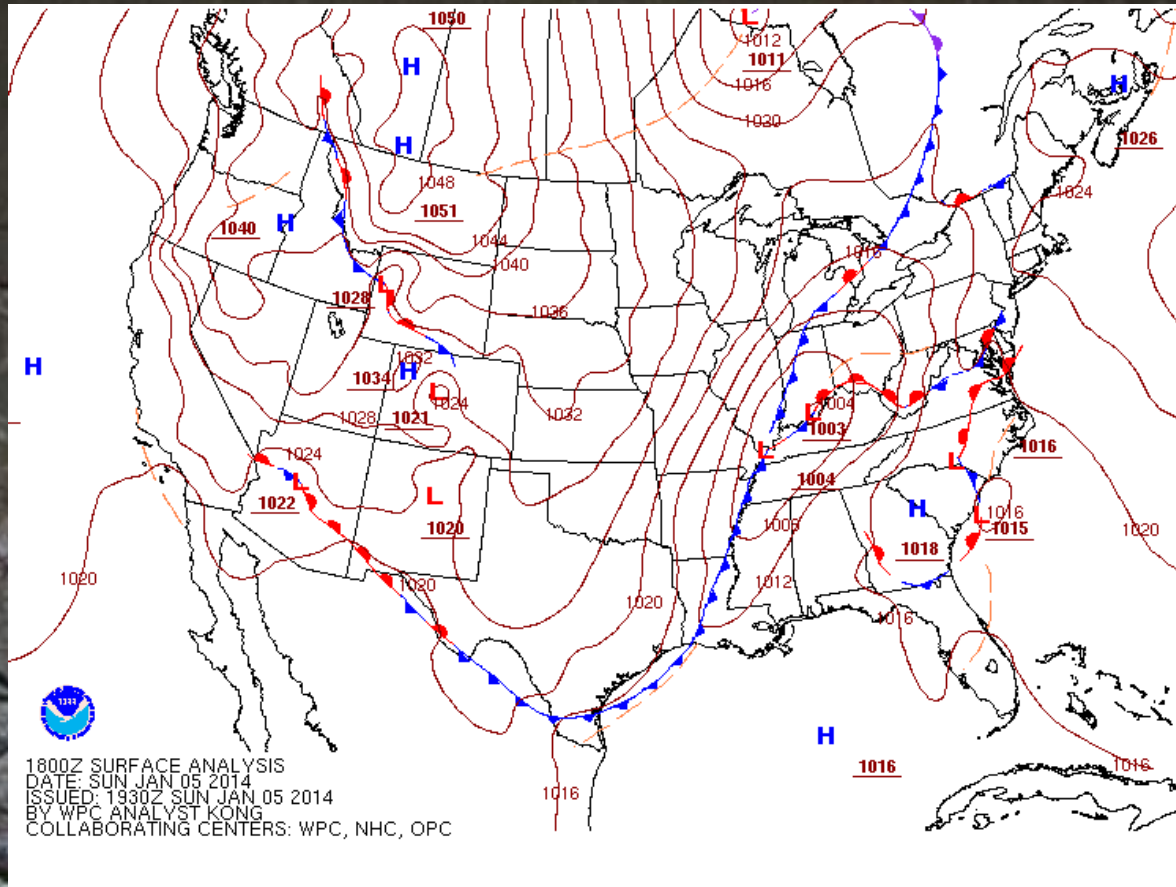 1050
H
L
1012
1011
1016
1020
H
H
1026
H
1048
1051
1024
H
1040
1044
1040
1016
L
1028
1036
H
1032
H
1034
L
1024
1028
1021
1032
L
1004
1003
1016
1024
L
L
1004
L
1022
L
1020
H
L
1016
1015
1008
1018
1020
1020
1020
1020
1012
1016
H
1016
1016
1016
1800Z SURFACE ANALYSIS
DATE: SUN JAN 05 2014
ISSUED: 1930Z SUN JAN 05 2014
BY WPC ANALYST KONG
COLLABORATING CENTERS: WPC, NHC, OPC